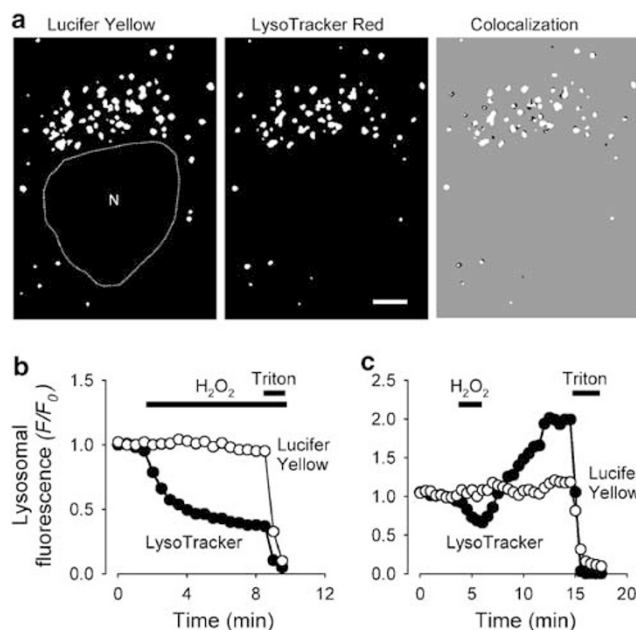 a
Lucifer Yellow
LysoTracker Red
Colocalization
N
b
Lysosomal
fluorescence (F/F0)
1.5
1.0
0.5
0.0
H2O2
Triton
Lucifer
Yellow
LysoTracker
0 4 8 12
Time (min)
c
2.5
2.0
1.5
1.0
0.5
0.0
H2O2
Triton
Lucifer
Yellow
LysoTracker
0 5 10 15 20
Time (min)